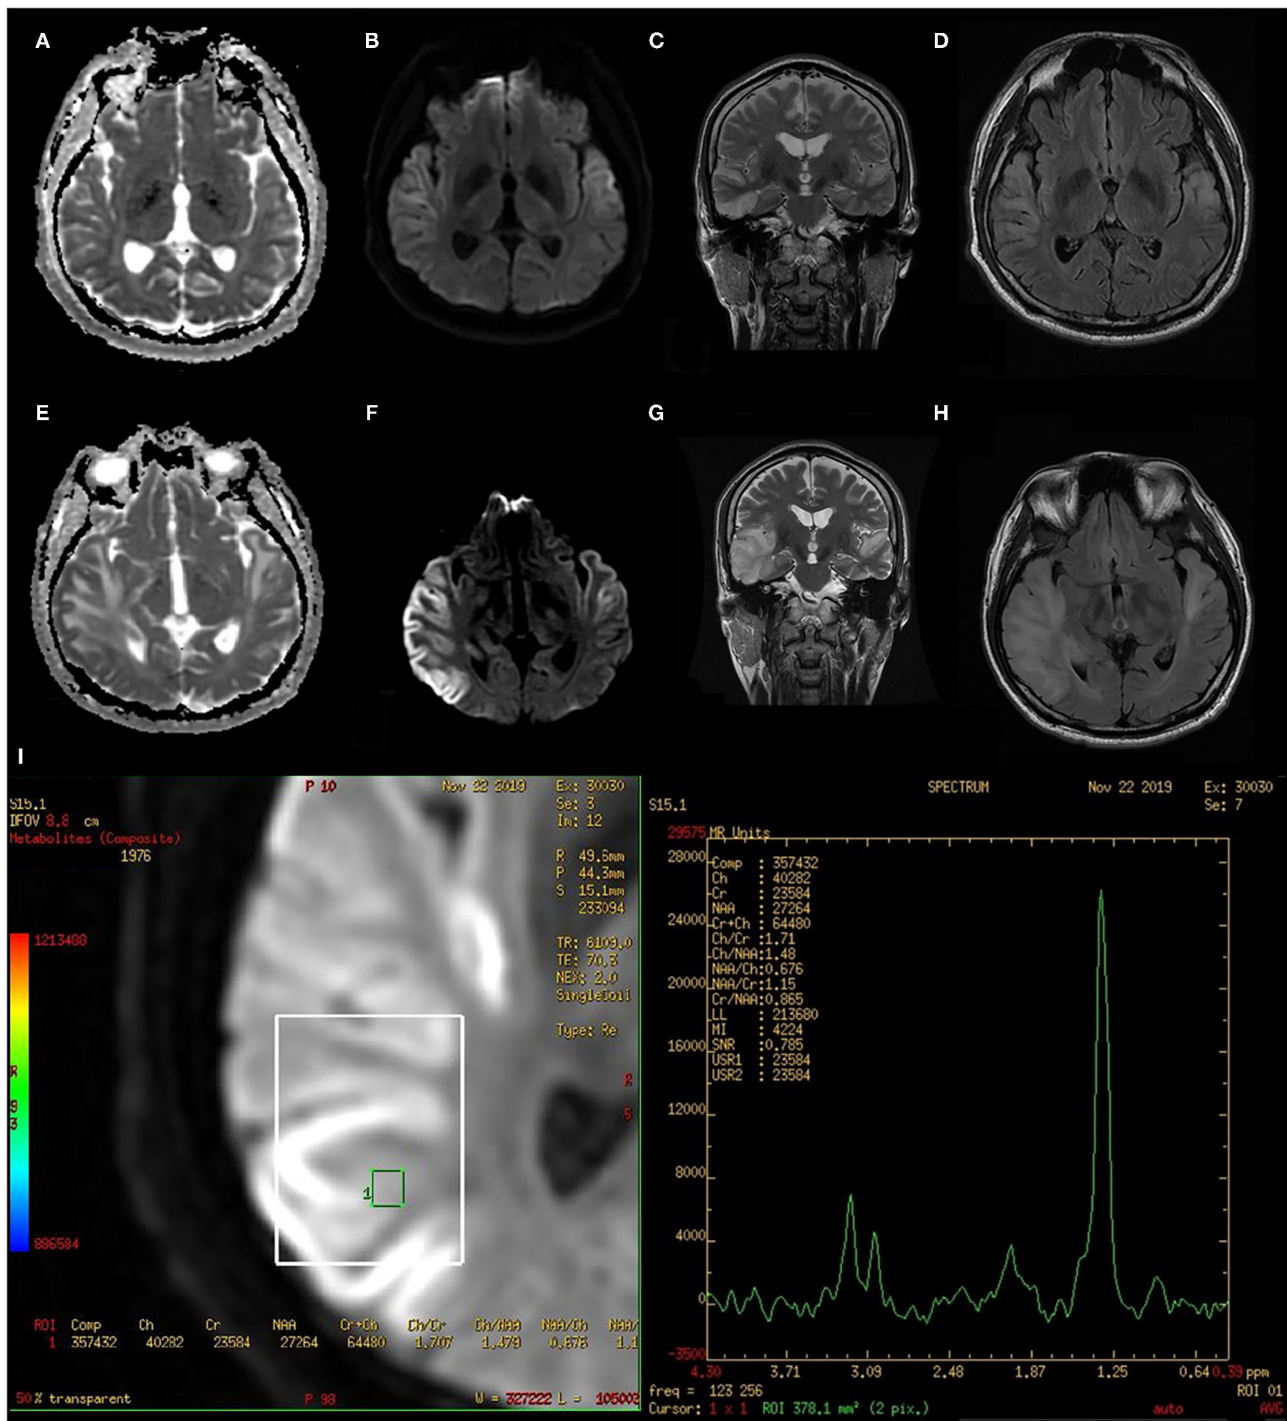 A
B
C
D
E
F
G
H
I
P 10
Nov 22 2019
Ex: 30030
Se: 3
Im: 12
S15.1
DFOV 8.8 cm
Metabolites (Composite)
1976
R 49.6mm
P 44.3mm
S 15.1mm
233094
TR: 6109.0
TE: 70.3
NEX: 2.0
SingleCoil
Type: Re
1213488
886584
1
ROI Comp Ch Cr NAA Cr+Ch Ch/Cr Ch/NAA NAA/Ch NAA/
1 357432 40282 23584 27264 64480 1.707 1.479 0.676 1.1
50% transparent
P 98
W = 327222 L = 105003
SPECTRUM
Nov 22 2019
Ex: 30030
Se: 7
S15.1
29575 MR Units
28000
24000
20000
16000
12000
8000
4000
0
-3500
Comp : 357432
Ch : 40282
Cr : 23584
NAA : 27264
Cr+Ch : 64480
Ch/Cr :1.71
Ch/NAA:1.48
NAA/Ch:0.676
NAA/Cr:1.15
Cr/NAA:0.865
LL : 213680
MI : 4224
SNR :0.785
USR1 : 23584
USR2 : 23584
4.30 3.71 3.09 2.48 1.87 1.25 0.64 0.39 ppm
freq = 123 256
ROI 01
Cursor: 1 x 1 ROI 378.1 mm² (2 pix.)
auto
AVG